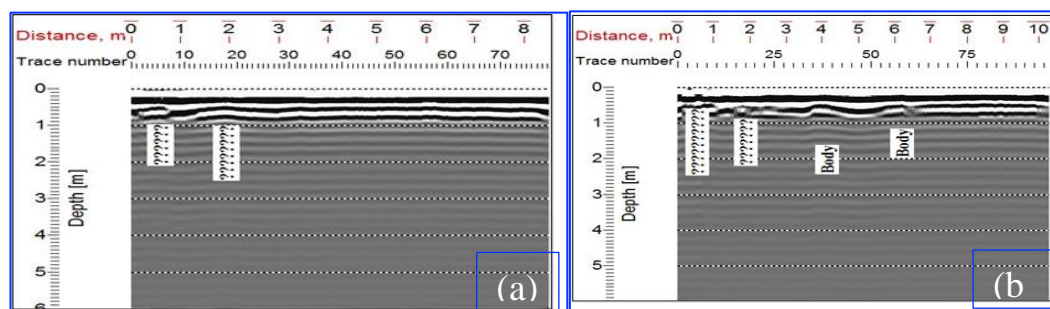 Distance, m 0 1 2 3 4 5 6 7 8
Trace number 0 10 20 30 40 50 60 70
0
1
2
3
4
5
6
Depth [m]
???????
?????????
(a)
Distance, m 0 1 2 3 4 5 6 7 8 9 10
Trace number 0 25 50 75
0
1
2
3
4
5
Depth [m]
Body
Body
(b